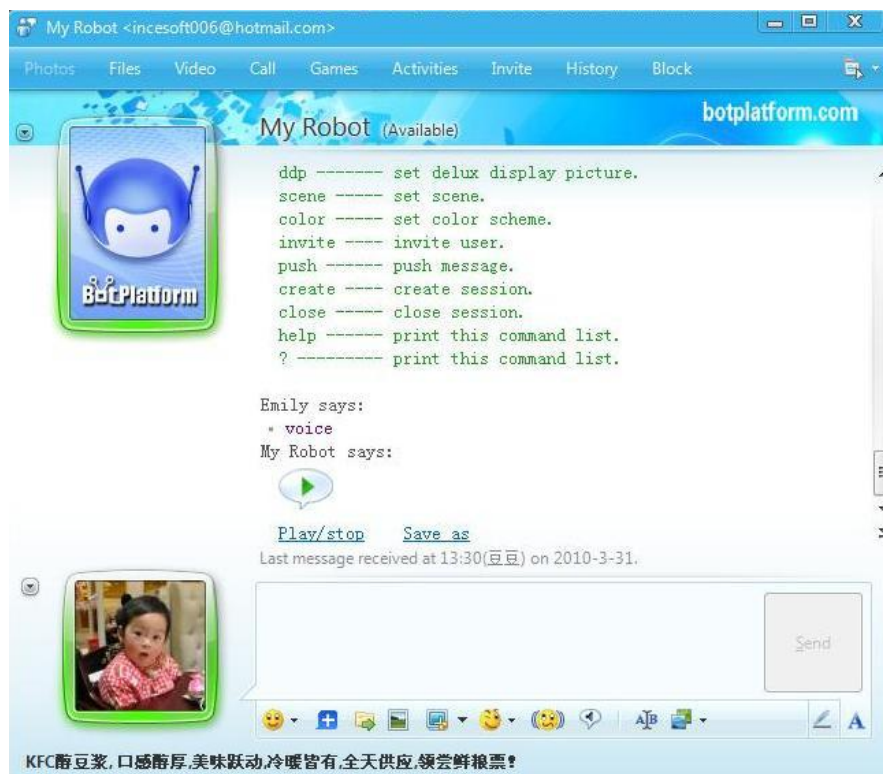 My Robot <incesoft006@hotmail.com>
Photos Files Video Call Games Activities Invite History Block
My Robot (Available)
botplatform.com
BotPlatform
ddp ------- set delux display picture.
scene ----- set scene.
color ----- set color scheme.
invite ---- invite user.
push ------ push message.
create ---- create session.
close ----- close session.
help ------ print this command list.
? --------- print this command list.
Emily says:
voice
My Robot says:
Play/stop Save as
Last message received at 13:30(豆豆) on 2010-3-31.
Send
KFC醇豆浆, 口感醇厚,美味跃动,冷暖皆有,全天供应,领尝鲜粮票!